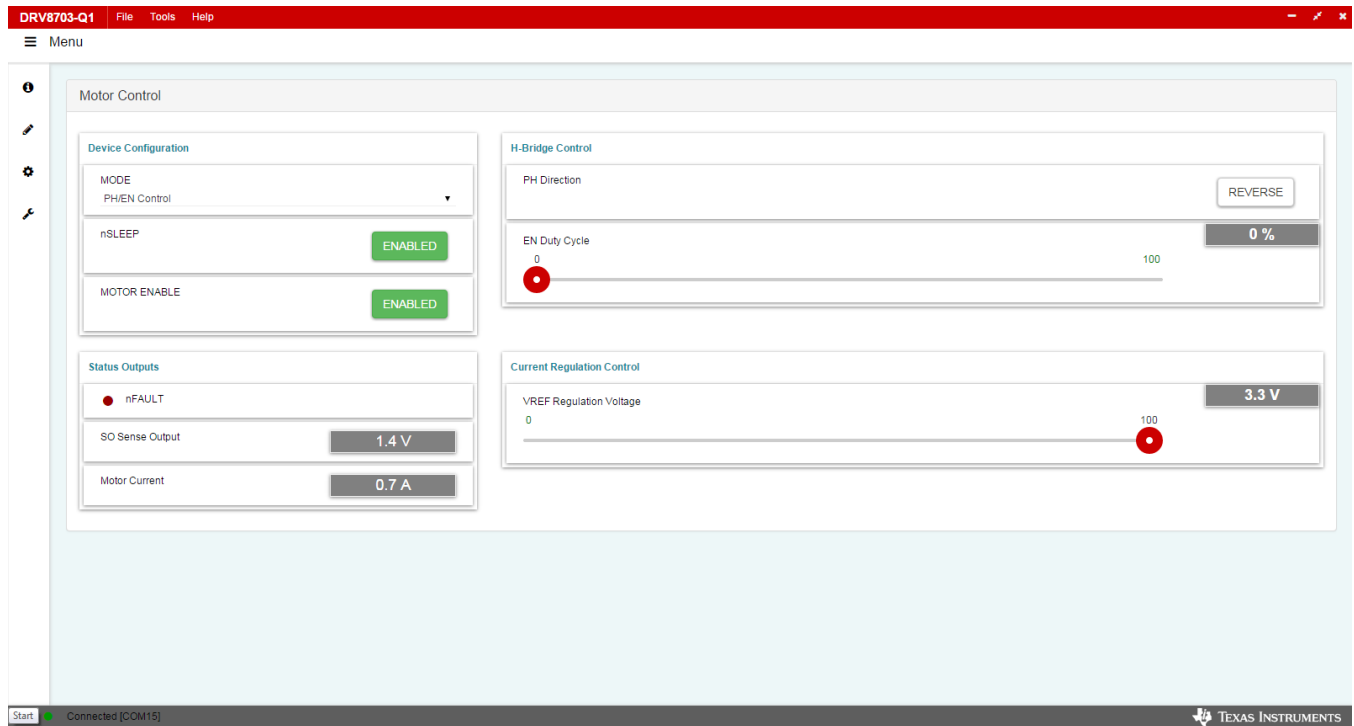 DRV8703-Q1 File Tools Help
Menu
Motor Control
Device Configuration
MODE
PH/EN Control
nSLEEP
ENABLED
MOTOR ENABLE
ENABLED
H-Bridge Control
PH Direction
REVERSE
EN Duty Cycle
0 %
0 100
Status Outputs
nFAULT
SO Sense Output
1.4 V
Motor Current
0.7 A
Current Regulation Control
VREF Regulation Voltage
3.3 V
0 100
Start Connected [COM15] TEXAS INSTRUMENTS